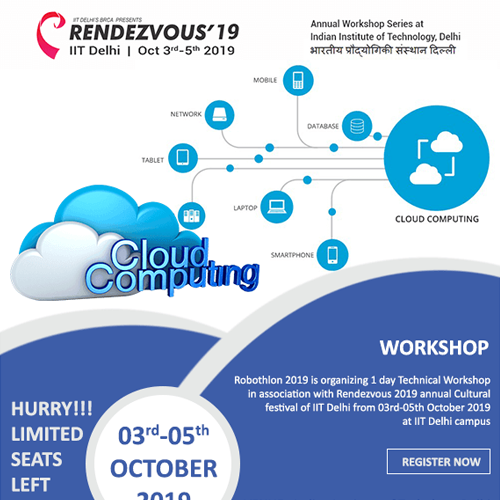 IIT DELHI'S BRCA PRESENTS
RENDEZVOUS'19
IIT Delhi | Oct 3rd-5th 2019
Annual Workshop Series at
Indian Institute of Technology, Delhi
भारतीय प्रौद्योगिकी संस्थान दिल्ली
MOBILE
NETWORK
DATABASE
TABLET
LAPTOP
CLOUD COMPUTING
SMARTPHONE
Cloud
Computing
WORKSHOP
Robothlon 2019 is organizing 1 day Technical Workshop
in association with Rendezvous 2019 annual Cultural
festival of IIT Delhi from 03rd-05th October 2019
at IIT Delhi campus
REGISTER NOW
HURRY!!!
LIMITED
SEATS
LEFT
03rd-05th
OCTOBER
2019